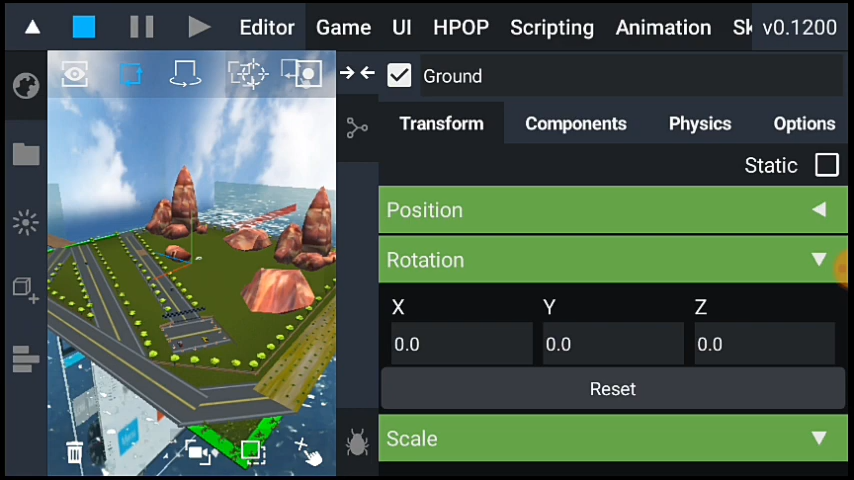 Editor Game UI HPOP Scripting Animation Sk v0.1200
Ground
Transform Components Physics Options
Static
Position
Rotation
X Y Z
0.0 0.0 0.0
Reset
Scale